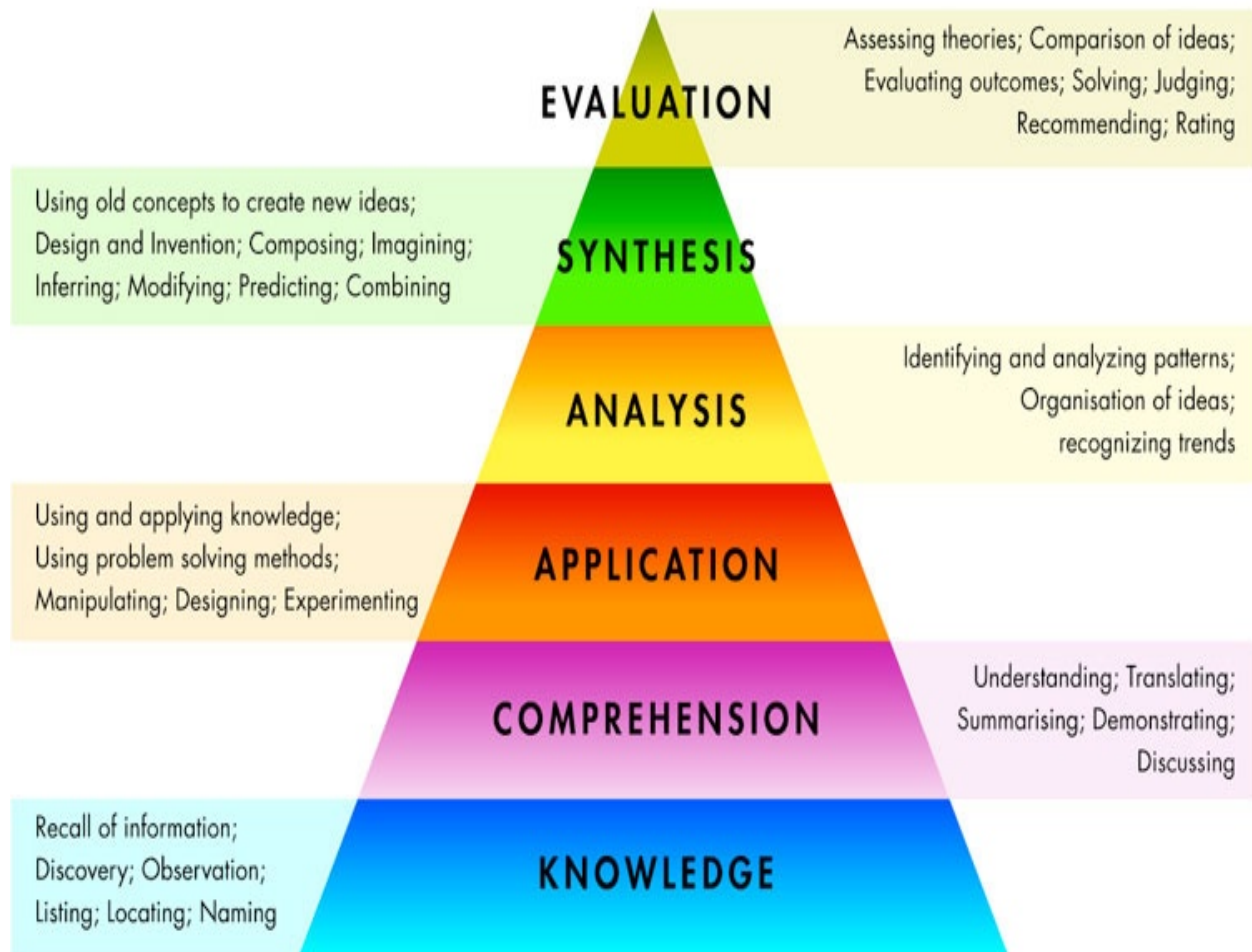 EVALUATION
Assessing theories; Comparison of ideas;
Evaluating outcomes; Solving; Judging;
Recommending; Rating
Using old concepts to create new ideas;
Design and Invention; Composing; Imagining;
Inferring; Modifying; Predicting; Combining
SYNTHESIS
ANALYSIS
Identifying and analyzing patterns;
Organisation of ideas;
recognizing trends
Using and applying knowledge;
Using problem solving methods;
Manipulating; Designing; Experimenting
APPLICATION
COMPREHENSION
Understanding; Translating;
Summarising; Demonstrating;
Discussing
Recall of information;
Discovery; Observation;
Listing; Locating; Naming
KNOWLEDGE